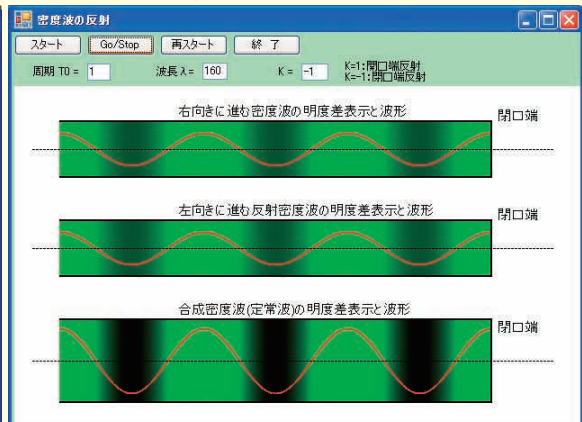 密度波の反射
スタート Go/Stop 再スタート 終 了
周期 T0 = 1 波長 λ = 160 K = -1 K=1:開口端反射
K=-1:閉口端反射
右向きに進む密度波の明度差表示と波形
閉口端
左向きに進む反射密度波の明度差表示と波形
閉口端
合成密度波(定常波)の明度差表示と波形
閉口端